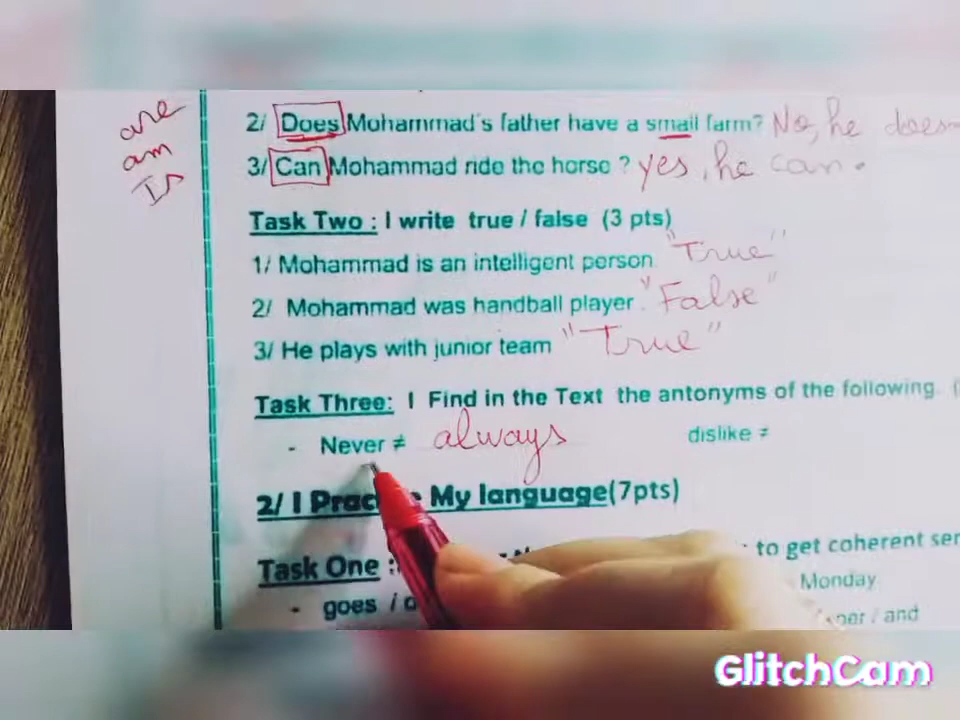 are
am
Is
2/ Does Mohammad's father have a small farm? No, he does
3/ Can Mohammad ride the horse ? yes, he can.
Task Two : I write true / false (3 pts)
1/ Mohammad is an intelligent person "True"
2/ Mohammad was handball player . "False"
3/ He plays with junior team "True"
Task Three: I Find in the Text the antonyms of the following. (
- Never ≠ always dislike ≠
2/ I My language(7pts)
Task One : to get coherent
- goes / Monday
/ and
GlitchCam